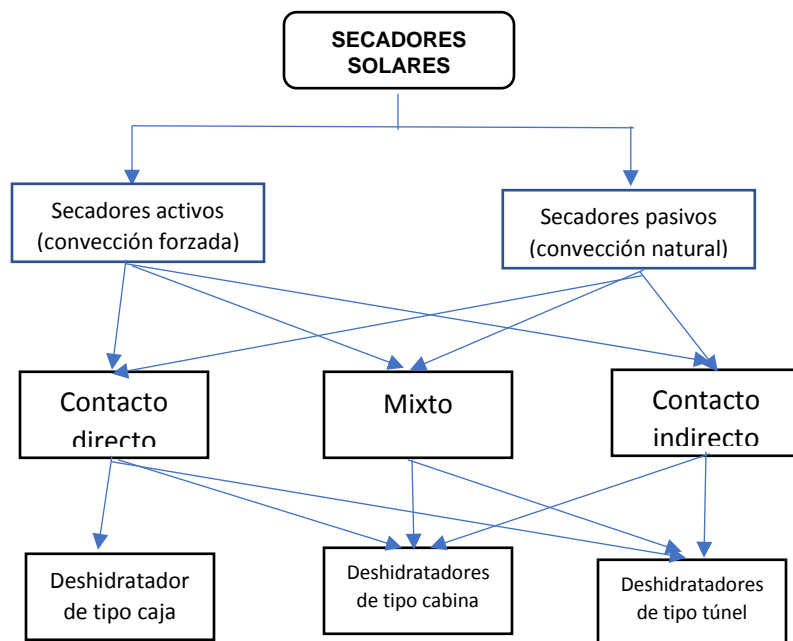 SECADORES
SOLARES
Secadores activos
(convección forzada)
Secadores pasivos
(convección natural)
Contacto
directo
Mixto
Contacto
indirecto
Deshidratador
de tipo caja
Deshidratadores
de tipo cabina
Deshidratadores
de tipo túnel